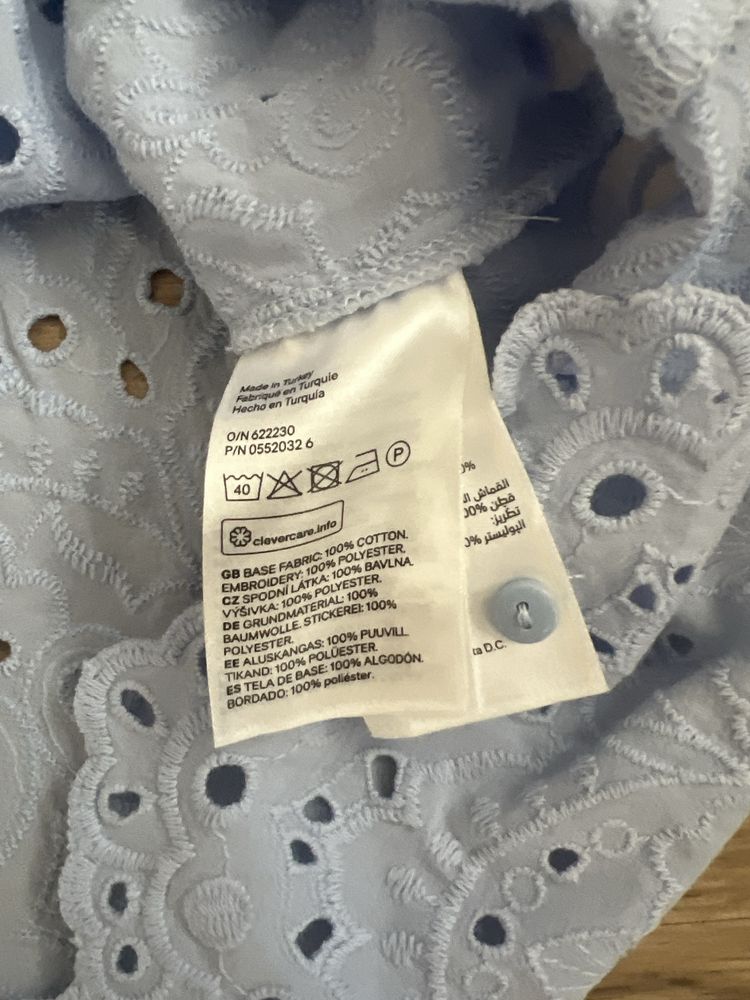 Made in Turkey
Fabriqué en Turquie
Hecho en Turquía
O/N 622230
P/N 0552032 6
40
P
clevercare.info
GB BASE FABRIC: 100% COTTON.
EMBROIDERY: 100% POLYESTER.
CZ SPODNÍ LÁTKA: 100% BAVLNA.
VÝŠIVKA: 100% POLYESTER.
DE GRUNDMATERIAL: 100%
BAUMWOLLE. STICKEREI: 100%
POLYESTER.
EE ALUSKANGAS: 100% PUUVILL.
TIKAND: 100% POLÜESTER.
ES TELA DE BASE: 100% ALGODÓN.
BORDADO: 100% poliéster.
القماش
قطن
تطريز:
البوليستر
D.C.